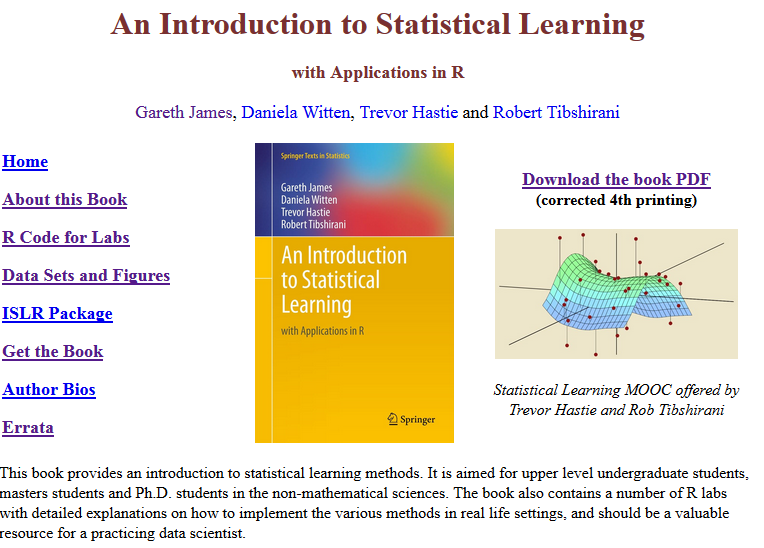 An Introduction to Statistical Learning
with Applications in R
Gareth James, Daniela Witten, Trevor Hastie and Robert Tibshirani
Home
About this Book
R Code for Labs
Data Sets and Figures
ISLR Package
Get the Book
Author Bios
Errata
Springer Texts in Statistics
Gareth James
Daniela Witten
Trevor Hastie
Robert Tibshirani
An Introduction
to Statistical
Learning
with Applications in R
Springer
Download the book PDF
(corrected 4th printing)
Statistical Learning MOOC offered by
Trevor Hastie and Rob Tibshirani
This book provides an introduction to statistical learning methods. It is aimed for upper level undergraduate students,
masters students and Ph.D. students in the non-mathematical sciences. The book also contains a number of R labs
with detailed explanations on how to implement the various methods in real life settings, and should be a valuable
resource for a practicing data scientist.